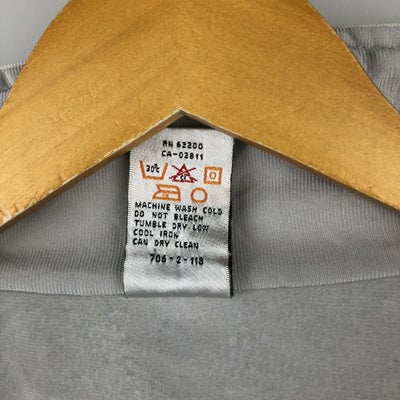 RN 62200
CA-02811
30°C
MACHINE WASH COLD
DO NOT BLEACH
TUMBLE DRY LOW
COOL IRON
CAN DRY CLEAN
706-2-118